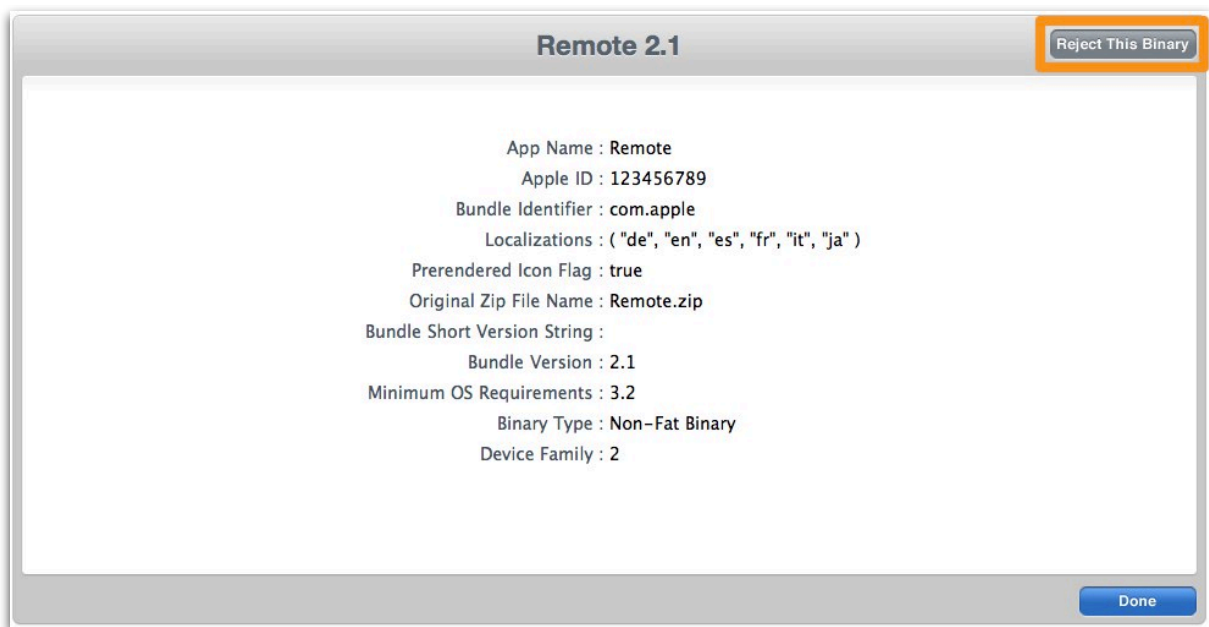 Remote 2.1
Reject This Binary
App Name : Remote
Apple ID : 123456789
Bundle Identifier : com.apple
Localizations : ( "de", "en", "es", "fr", "it", "ja" )
Prerendered Icon Flag : true
Original Zip File Name : Remote.zip
Bundle Short Version String :
Bundle Version : 2.1
Minimum OS Requirements : 3.2
Binary Type : Non-Fat Binary
Device Family : 2
Done